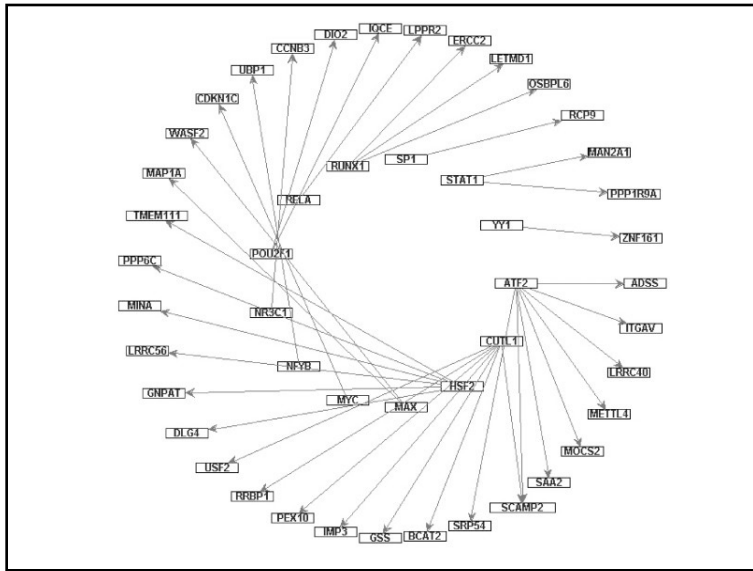 IOCE
LPPR2
DIO2
ERCC2
CCNB3
LETMD1
UBP1
OSBPL6
CDKN1C
RCP9
WASF2
MAN2A1
SP1
RUNX1
MAP1A
STAT1
PPP1R9A
RELA
TMEM111
YY1
ZNF161
POU2F1
PPP6C
ATF2
ADSS
MINA
NR3C1
ITGAV
CUTL1
LRRC56
NFYB
LRRC40
HSF2
GNPAT
MYC
MAX
METTL4
DLG4
MOCS2
USF2
SAA2
RRBP1
SCAMP2
PEX10
SRP54
IMP3
GSS
BCAT2